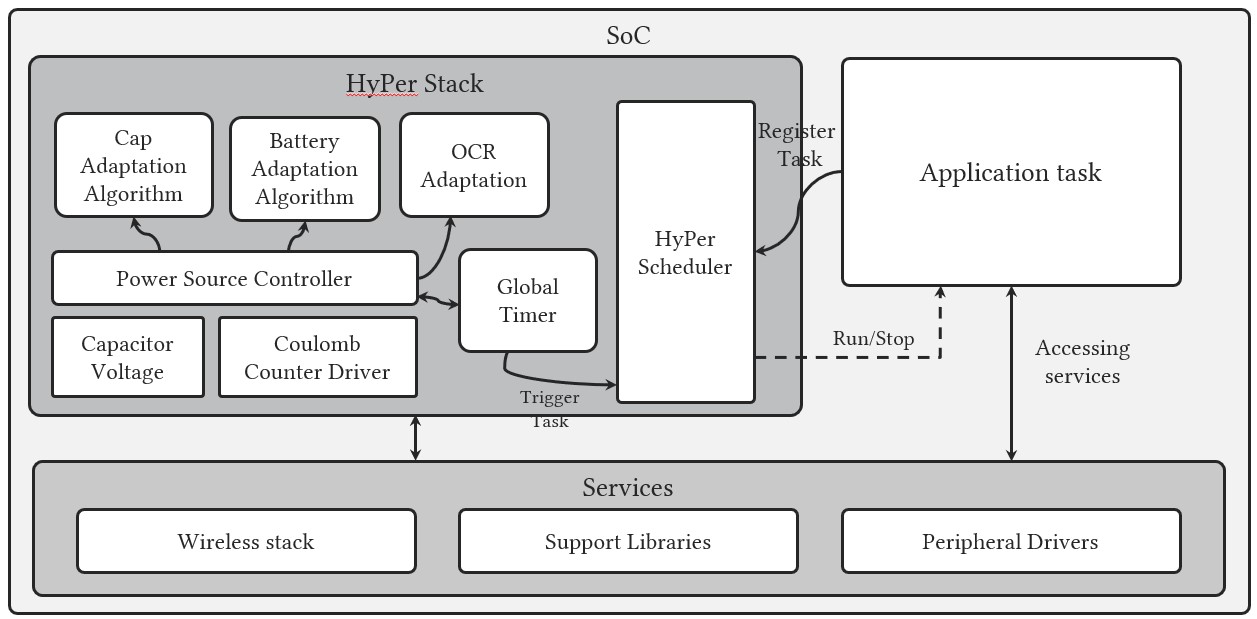 SoC
HyPer Stack
Cap
Adaptation
Algorithm
Battery
Adaptation
Algorithm
OCR
Adaptation
Register
Task
Application task
HyPer
Scheduler
Power Source Controller
Global
Timer
Capacitor
Voltage
Coulomb
Counter Driver
Run/Stop
Accessing
services
Trigger
Task
Services
Wireless stack
Support Libraries
Peripheral Drivers